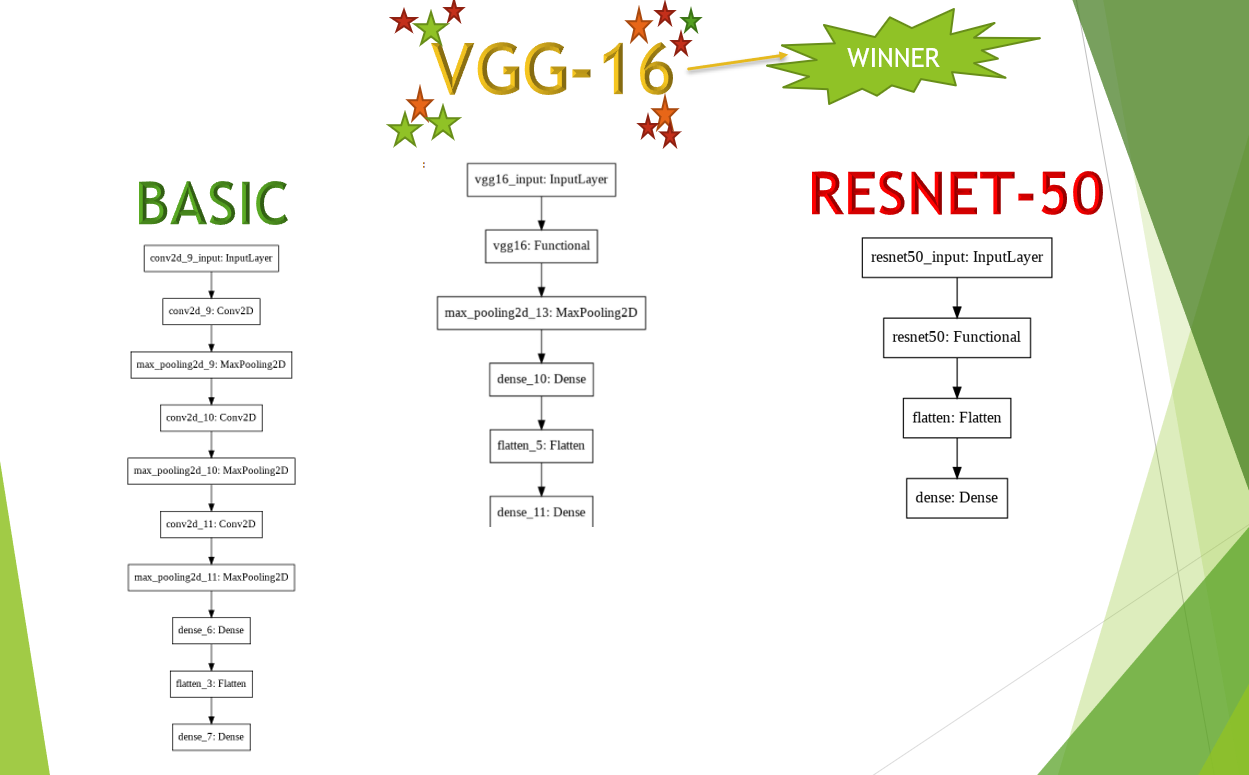 VGG-16
WINNER
BASIC
conv2d_9_input: InputLayer
conv2d_9: Conv2D
max_pooling2d_9: MaxPooling2D
conv2d_10: Conv2D
max_pooling2d_10: MaxPooling2D
conv2d_11: Conv2D
max_pooling2d_11: MaxPooling2D
dense_6: Dense
flatten_3: Flatten
dense_7: Dense
:
vgg16_input: InputLayer
vgg16: Functional
max_pooling2d_13: MaxPooling2D
dense_10: Dense
flatten_5: Flatten
dense_11: Dense
RESNET-50
resnet50_input: InputLayer
resnet50: Functional
flatten: Flatten
dense: Dense